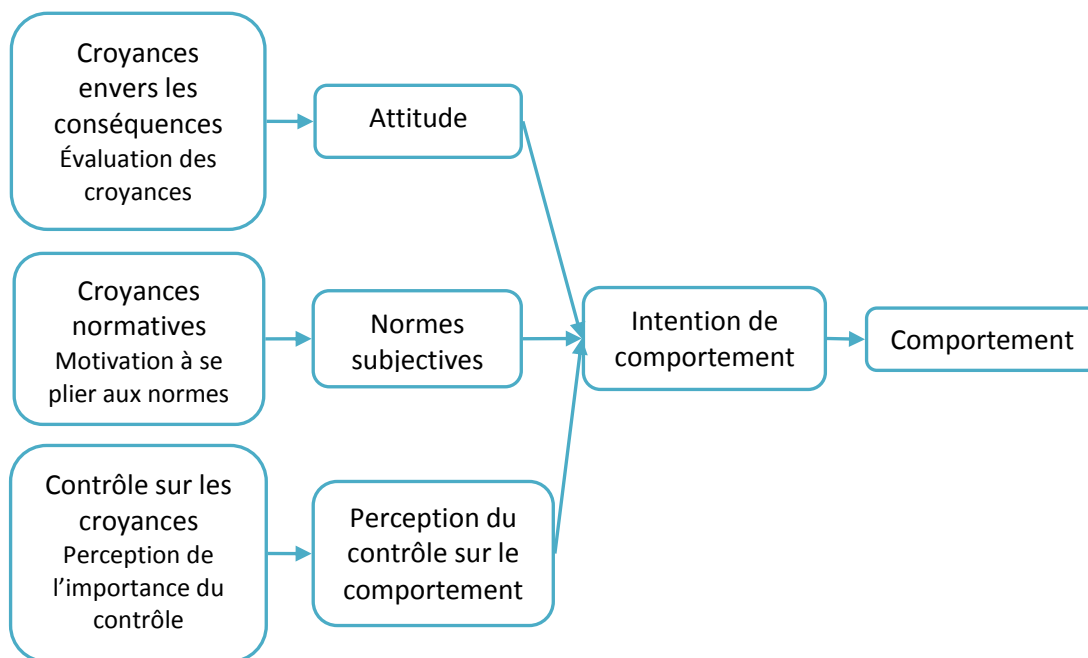 Croyances
envers les
conséquences
Évaluation des
croyances
Attitude
Croyances
normatives
Motivation à se
plier aux normes
Normes
subjectives
Contrôle sur les
croyances
Perception de
l’importance du
contrôle
Perception du
contrôle sur le
comportement
Intention de
comportement
Comportement